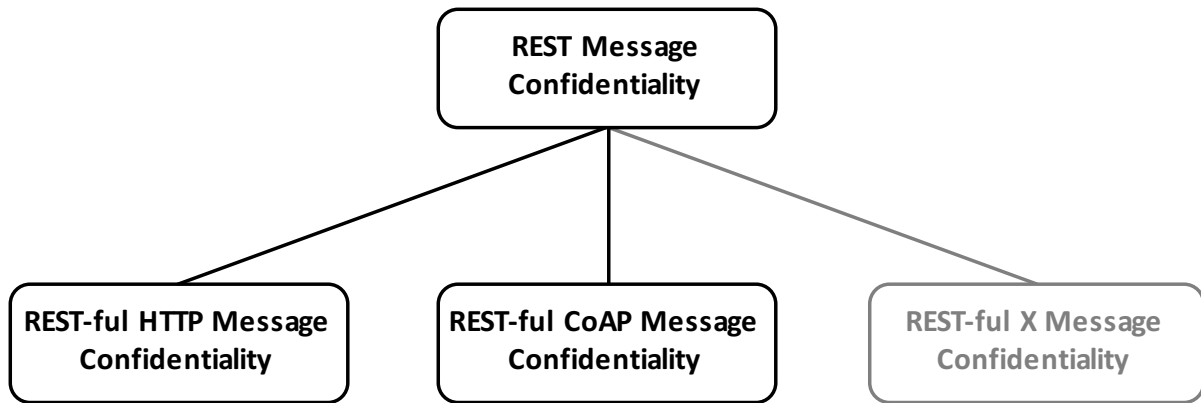 REST Message
Confidentiality
REST-ful HTTP Message
Confidentiality
REST-ful CoAP Message
Confidentiality
REST-ful X Message
Confidentiality